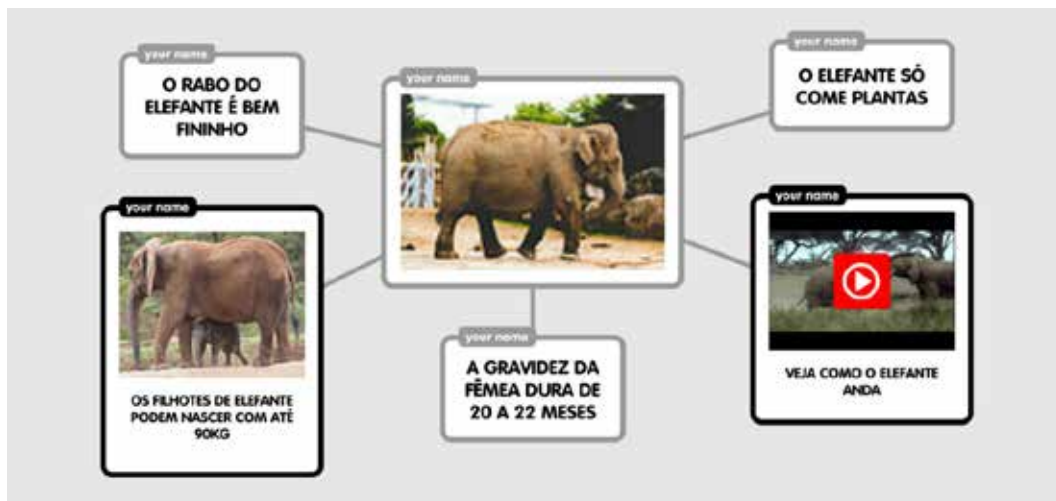 your name
O RABO DO
ELEFANTE É BEM
FININHO
your name
your name
O ELEFANTE SÓ
COME PLANTAS
your name
OS FILHOTES DE ELEFANTE
PODEM NASCER COM ATÉ
90KG
your name
A GRAVIDEZ DA
FÊMEA DURA DE
20 A 22 MESES
your name
VEJA COMO O ELEFANTE
ANDA